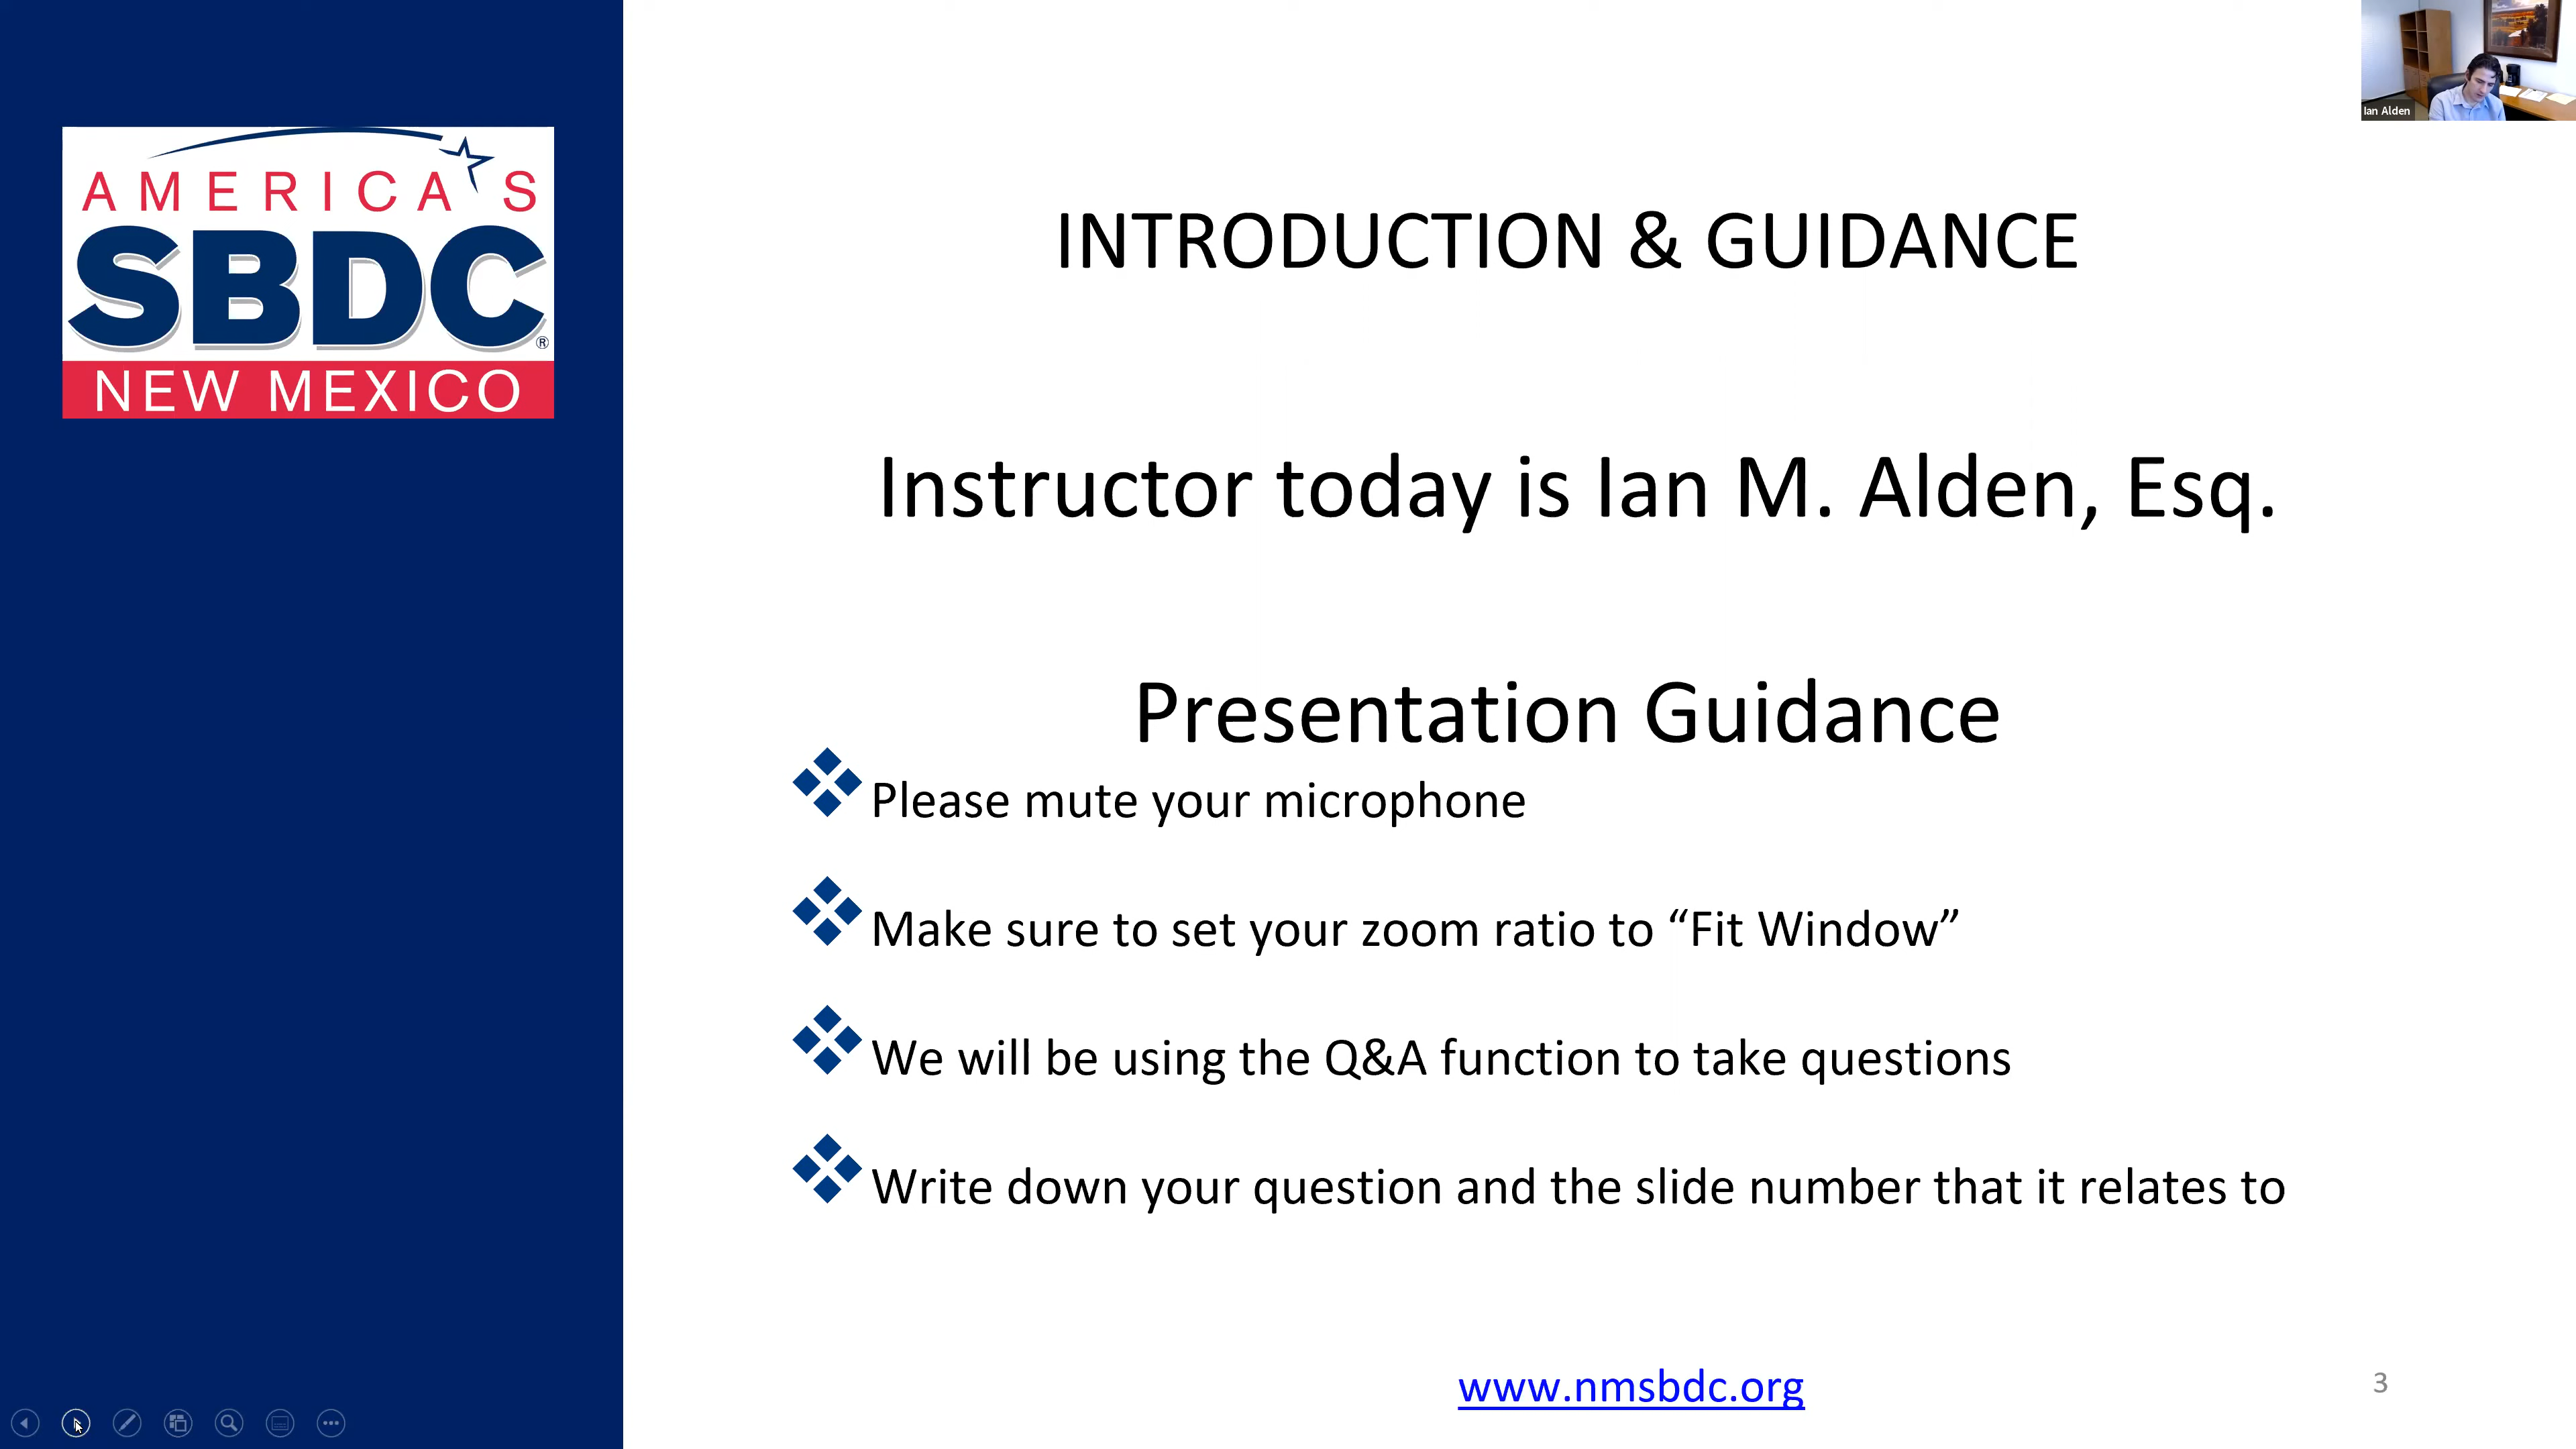 AMERICA'S
SBDC®
NEW MEXICO
Ian Alden
INTRODUCTION & GUIDANCE
Instructor today is Ian M. Alden, Esq.
Presentation Guidance
Please mute your microphone
Make sure to set your zoom ratio to “Fit Window”
We will be using the Q&A function to take questions
Write down your question and the slide number that it relates to
www.nmsbdc.org
3